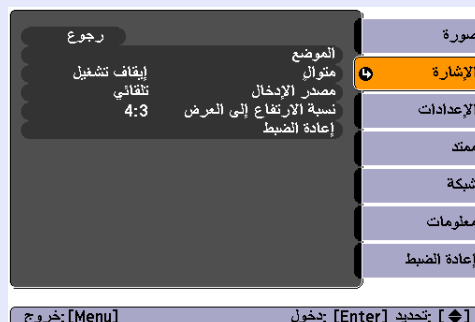 رجوع
الموضع
متوالٍ إيقاف تشغيل
مصدر الإدخال تلقائي
نسبة الارتفاع إلى العرض 4:3
إعادة الضبط
صورة
الإشارة
الإعدادات
ممتد
شبكة
معلومات
إعادة الضبط
[ ] :تحديد [Enter] :دخول [Menu]:خروج